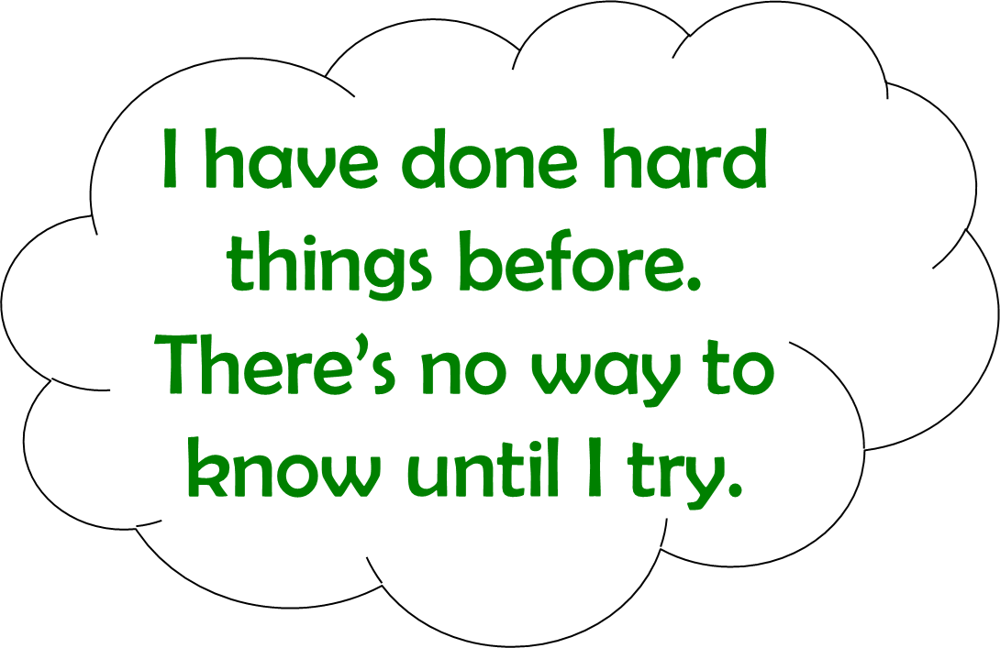 I have done hard
things before.
There’s no way to
know until I try.